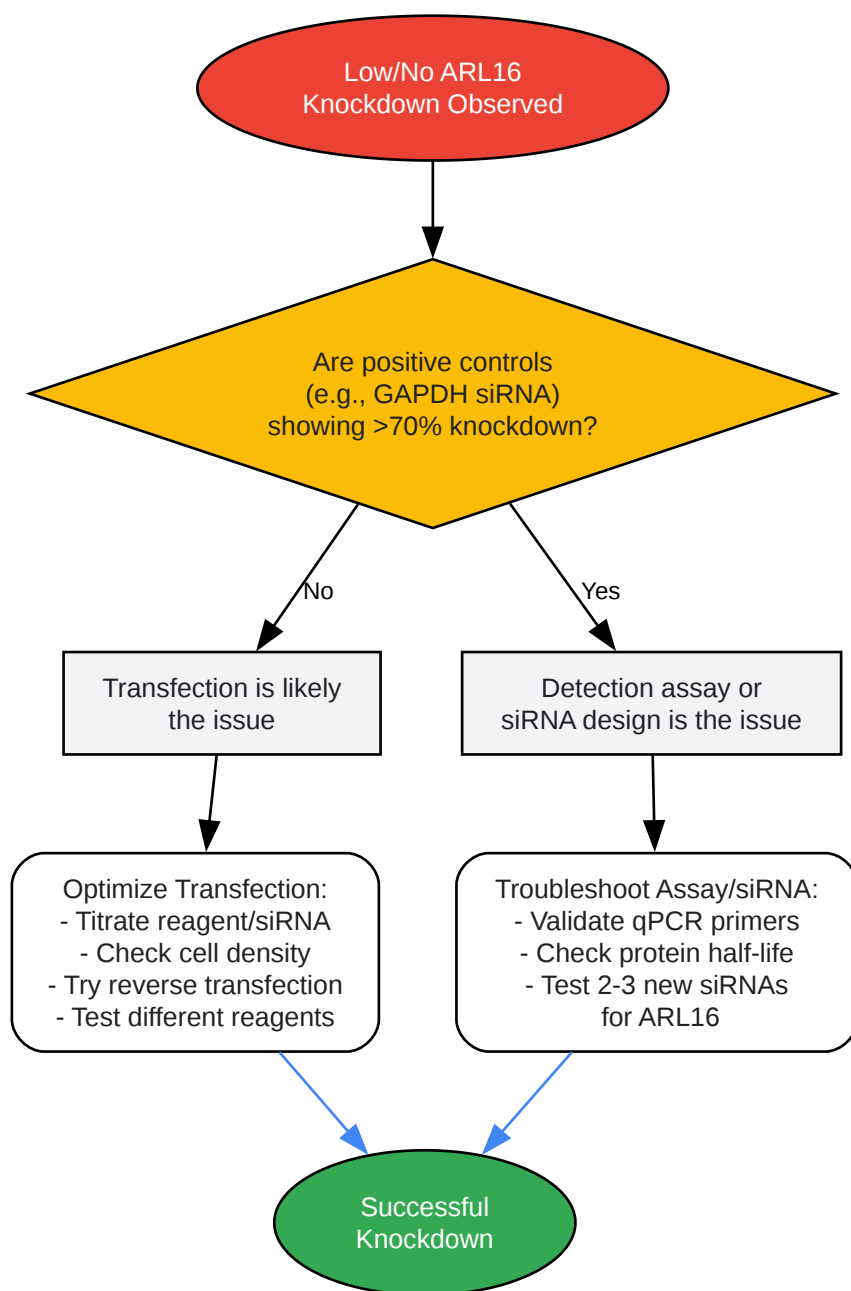 Low/No ARL16
Knockdown Observed
Are positive controls
(e.g., GAPDH siRNA)
showing >70% knockdown?
No
Yes
Transfection is likely
the issue
Detection assay or
siRNA design is the issue
Optimize Transfection:
- Titrate reagent/siRNA
- Check cell density
- Try reverse transfection
- Test different reagents
Troubleshoot Assay/siRNA:
- Validate qPCR primers
- Check protein half-life
- Test 2-3 new siRNAs
for ARL16
Successful
Knockdown